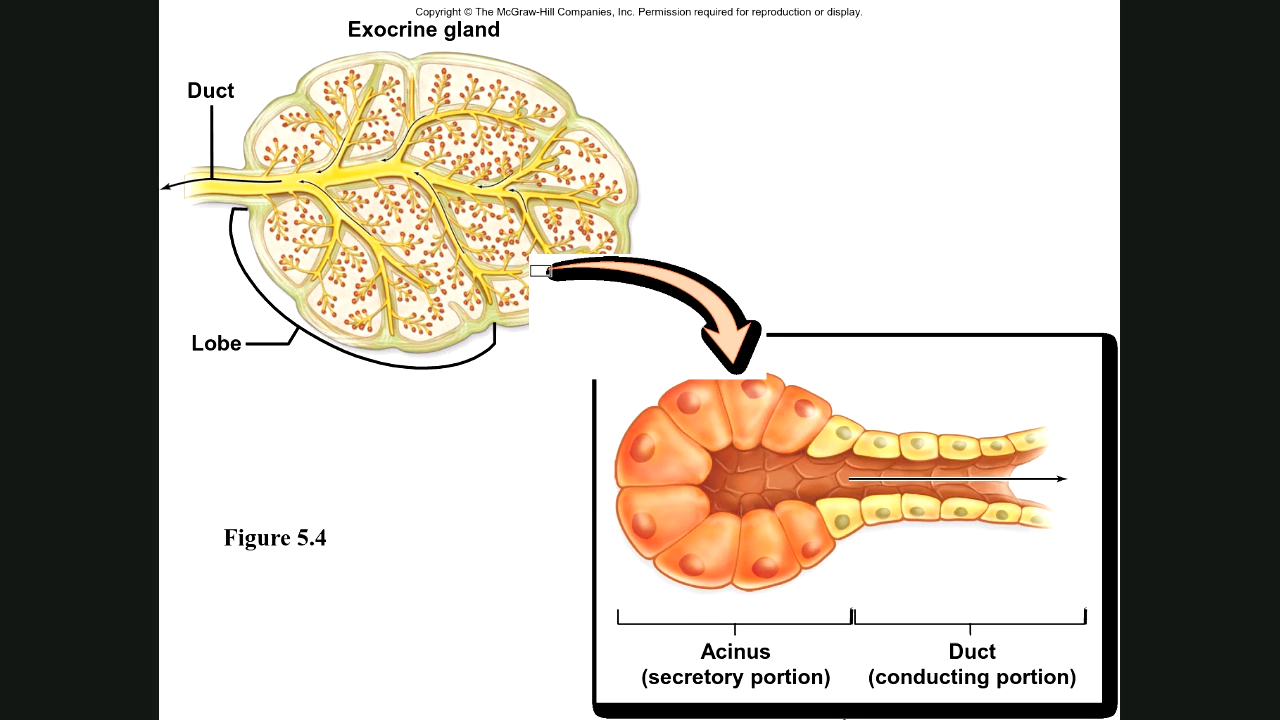 Copyright © The McGraw-Hill Companies, Inc. Permission required for reproduction or display.
Exocrine gland
Duct
Lobe
Figure 5.4
Acinus
(secretory portion)
Duct
(conducting portion)